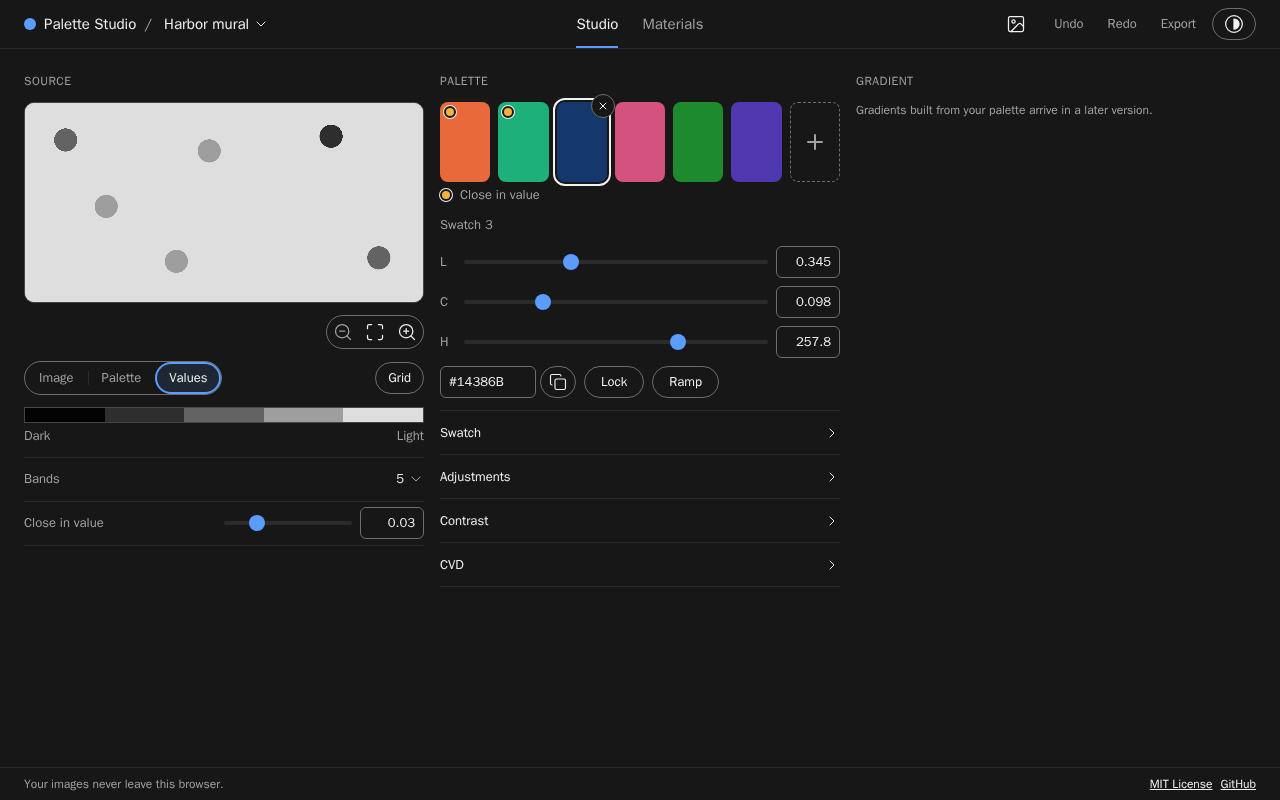 Palette Studio / Harbor mural
Studio Materials
Undo Redo Export
SOURCE
Image Palette Values
Grid
Dark Light
Bands 5
Close in value 0.03
PALETTE
Close in value
Swatch 3
L 0.345
C 0.098
H 257.8
#14386B Lock Ramp
Swatch
Adjustments
Contrast
CVD
GRADIENT
Gradients built from your palette arrive in a later version.
Your images never leave this browser.
MIT License GitHub